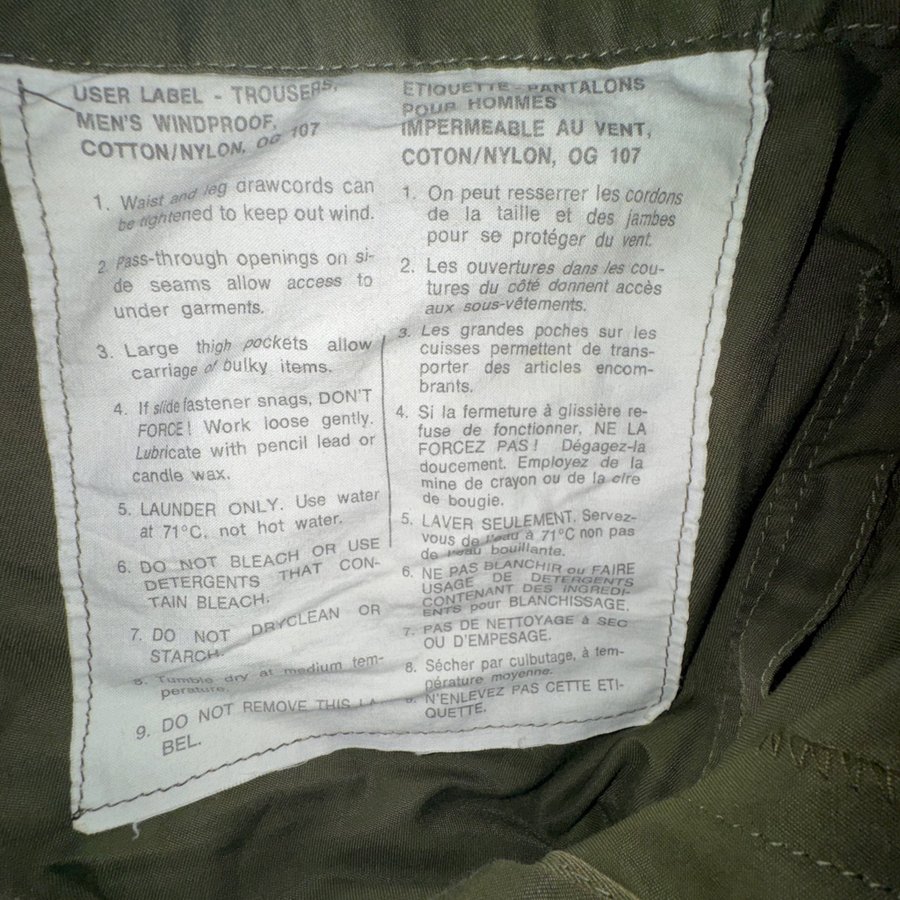 USER LABEL - TROUSERS,
MEN'S WINDPROOF,
COTTON/NYLON, OG 107
1. Waist and leg drawcords can
be tightened to keep out wind.
2. Pass-through openings on si-
de seams allow access to
under garments.
3. Large thigh pockets allow
carriage of bulky items.
4. If slide fastener snags, DON'T
FORCE! Work loose gently.
Lubricate with pencil lead or
candle wax.
5. LAUNDER ONLY. Use water
at 71°C, not hot water.
6. DO NOT BLEACH OR USE
DETERGENTS THAT CON-
TAIN BLEACH.
7. DO NOT DRYCLEAN OR
STARCH.
8. Tumble dry at medium tem-
perature.
9. DO NOT REMOVE THIS LA-
BEL.
ETIQUETTE - PANTALONS
POUR HOMMES
IMPERMEABLE AU VENT,
COTON/NYLON, OG 107
1. On peut resserrer les cordons
de la taille et des jambes
pour se protéger du vent.
2. Les ouvertures dans les cou-
tures du côté donnent accès
aux sous-vêtements.
3. Les grandes poches sur les
cuisses permettent de trans-
porter des articles encom-
brants.
4. Si la fermeture à glissière re-
fuse de fonctionner, NE LA
FORCEZ PAS! Dégagez-la
doucement. Employez de la
mine de crayon ou de la cire
de bougie.
5. LAVER SEULEMENT. Servez-
vous de l'eau à 71°C non pas
de l'eau bouillante.
6. NE PAS BLANCHIR ou FAIRE
USAGE DE DETERGENTS
CONTENANT DES INGREDI-
ENTS pour BLANCHISSAGE.
7. PAS DE NETTOYAGE à SEC
OU D'EMPESAGE.
8. Sécher par culbutage, à tem-
pérature moyenne.
9. N'ENLEVEZ PAS CETTE ETI-
QUETTE.